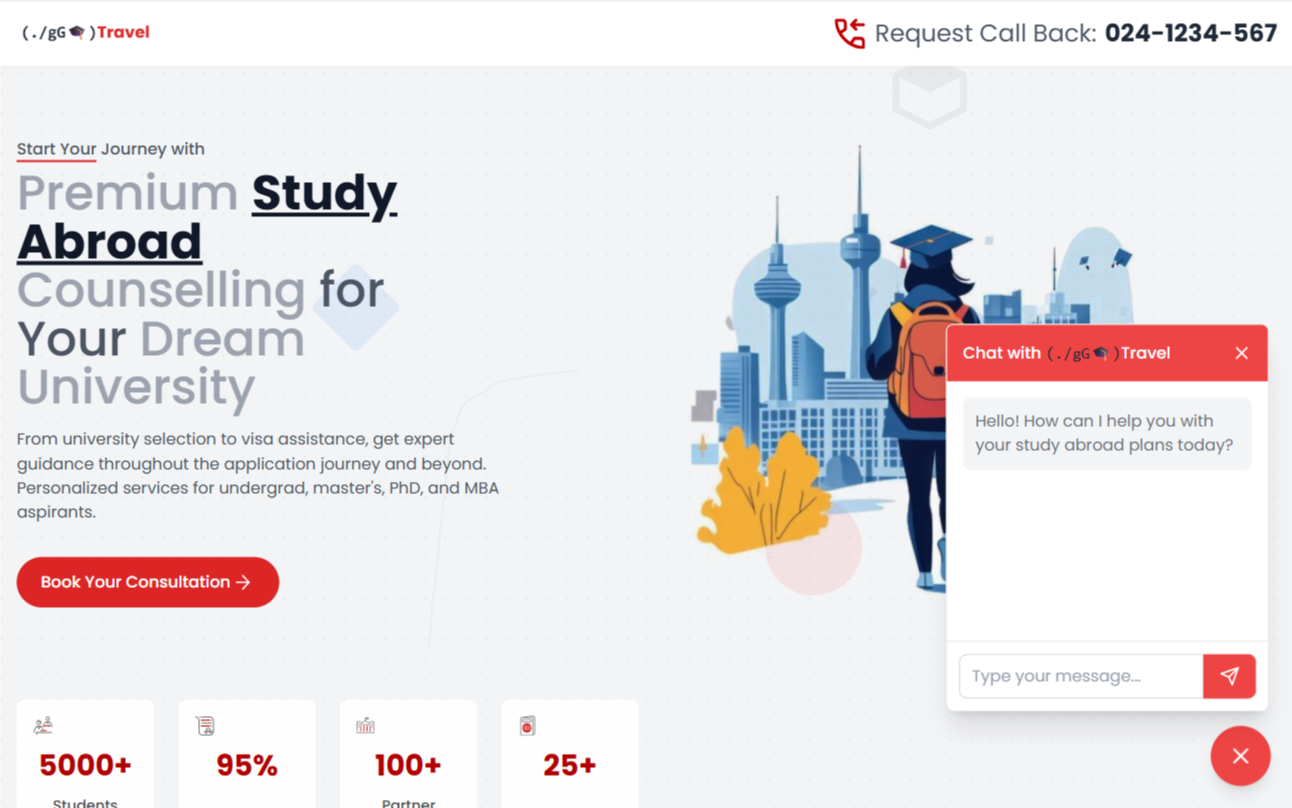 (./gG🎓)Travel
Request Call Back: 024-1234-567
Start Your Journey with
Premium Study
Abroad
Counselling for
Your Dream
University
From university selection to visa assistance, get expert
guidance throughout the application journey and beyond.
Personalized services for undergrad, master's, PhD, and MBA
aspirants.
Book Your Consultation →
5000+
Students
95%
100+
Partner
25+
Chat with (./gG🎓)Travel
Hello! How can I help you with
your study abroad plans today?
Type your message...